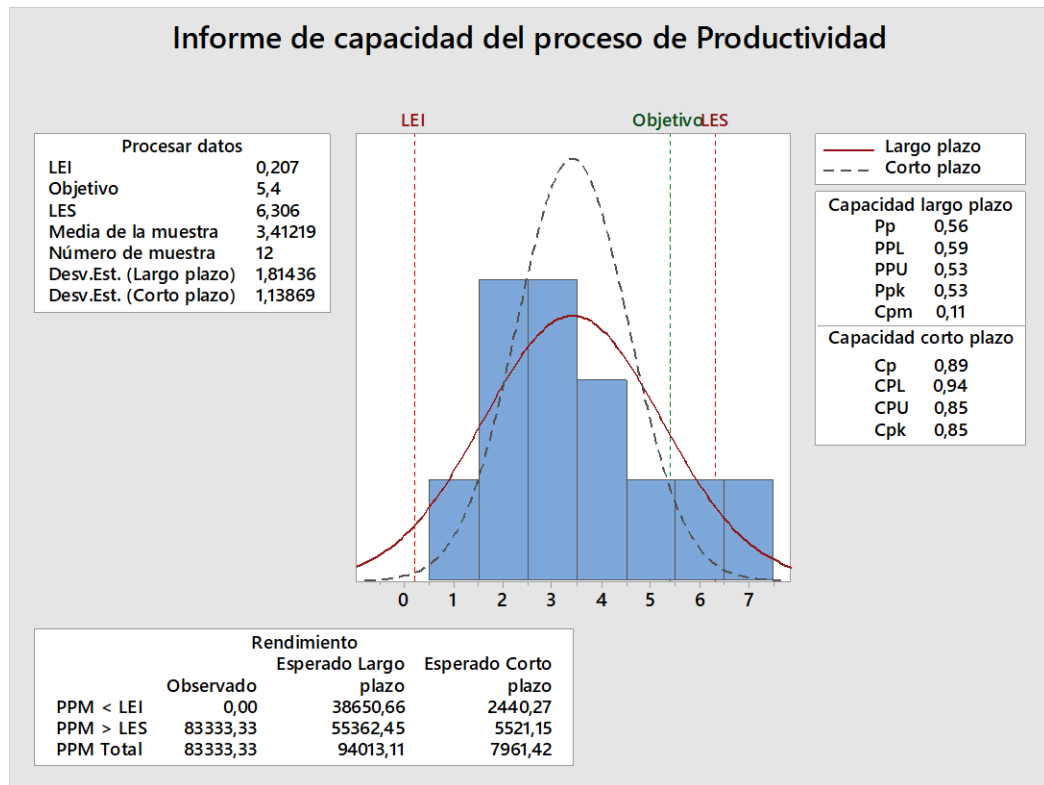 Informe de capacidad del proceso de Productividad
LEI
Objetivo
LES
Procesar datos
LEI 0,207
Objetivo 5,4
LES 6,306
Media de la muestra 3,41219
Número de muestra 12
Desv.Est. (Largo plazo) 1,81436
Desv.Est. (Corto plazo) 1,13869
Largo plazo
Corto plazo
Capacidad largo plazo
Pp 0,56
PPL 0,59
PPU 0,53
Ppk 0,53
Cpm 0,11
Capacidad corto plazo
Cp 0,89
CPL 0,94
CPU 0,85
Cpk 0,85
0 1 2 3 4 5 6 7
Rendimiento
Esperado Largo Esperado Corto
Observado plazo plazo
PPM < LEI 0,00 38650,66 2440,27
PPM > LES 83333,33 55362,45 5521,15
PPM Total 83333,33 94013,11 7961,42